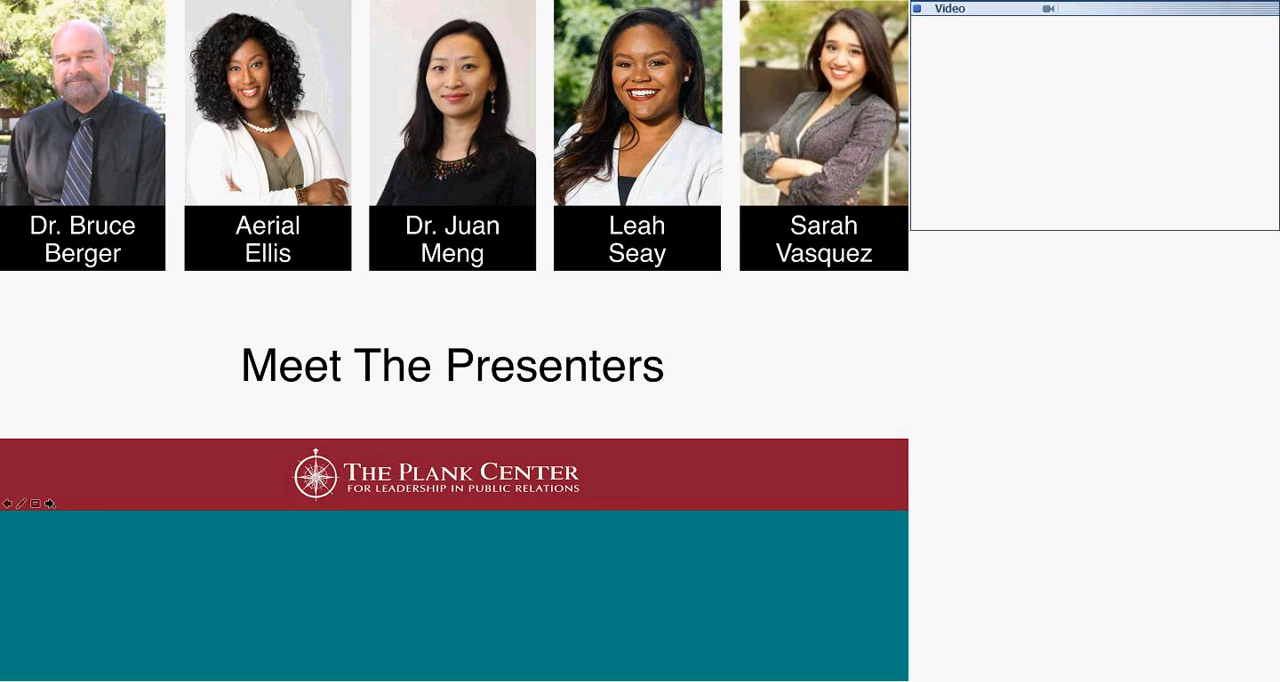 Video
Dr. Bruce
Berger
Aerial
Ellis
Dr. Juan
Meng
Leah
Seay
Sarah
Vasquez
Meet The Presenters
THE PLANK CENTER
FOR LEADERSHIP IN PUBLIC RELATIONS